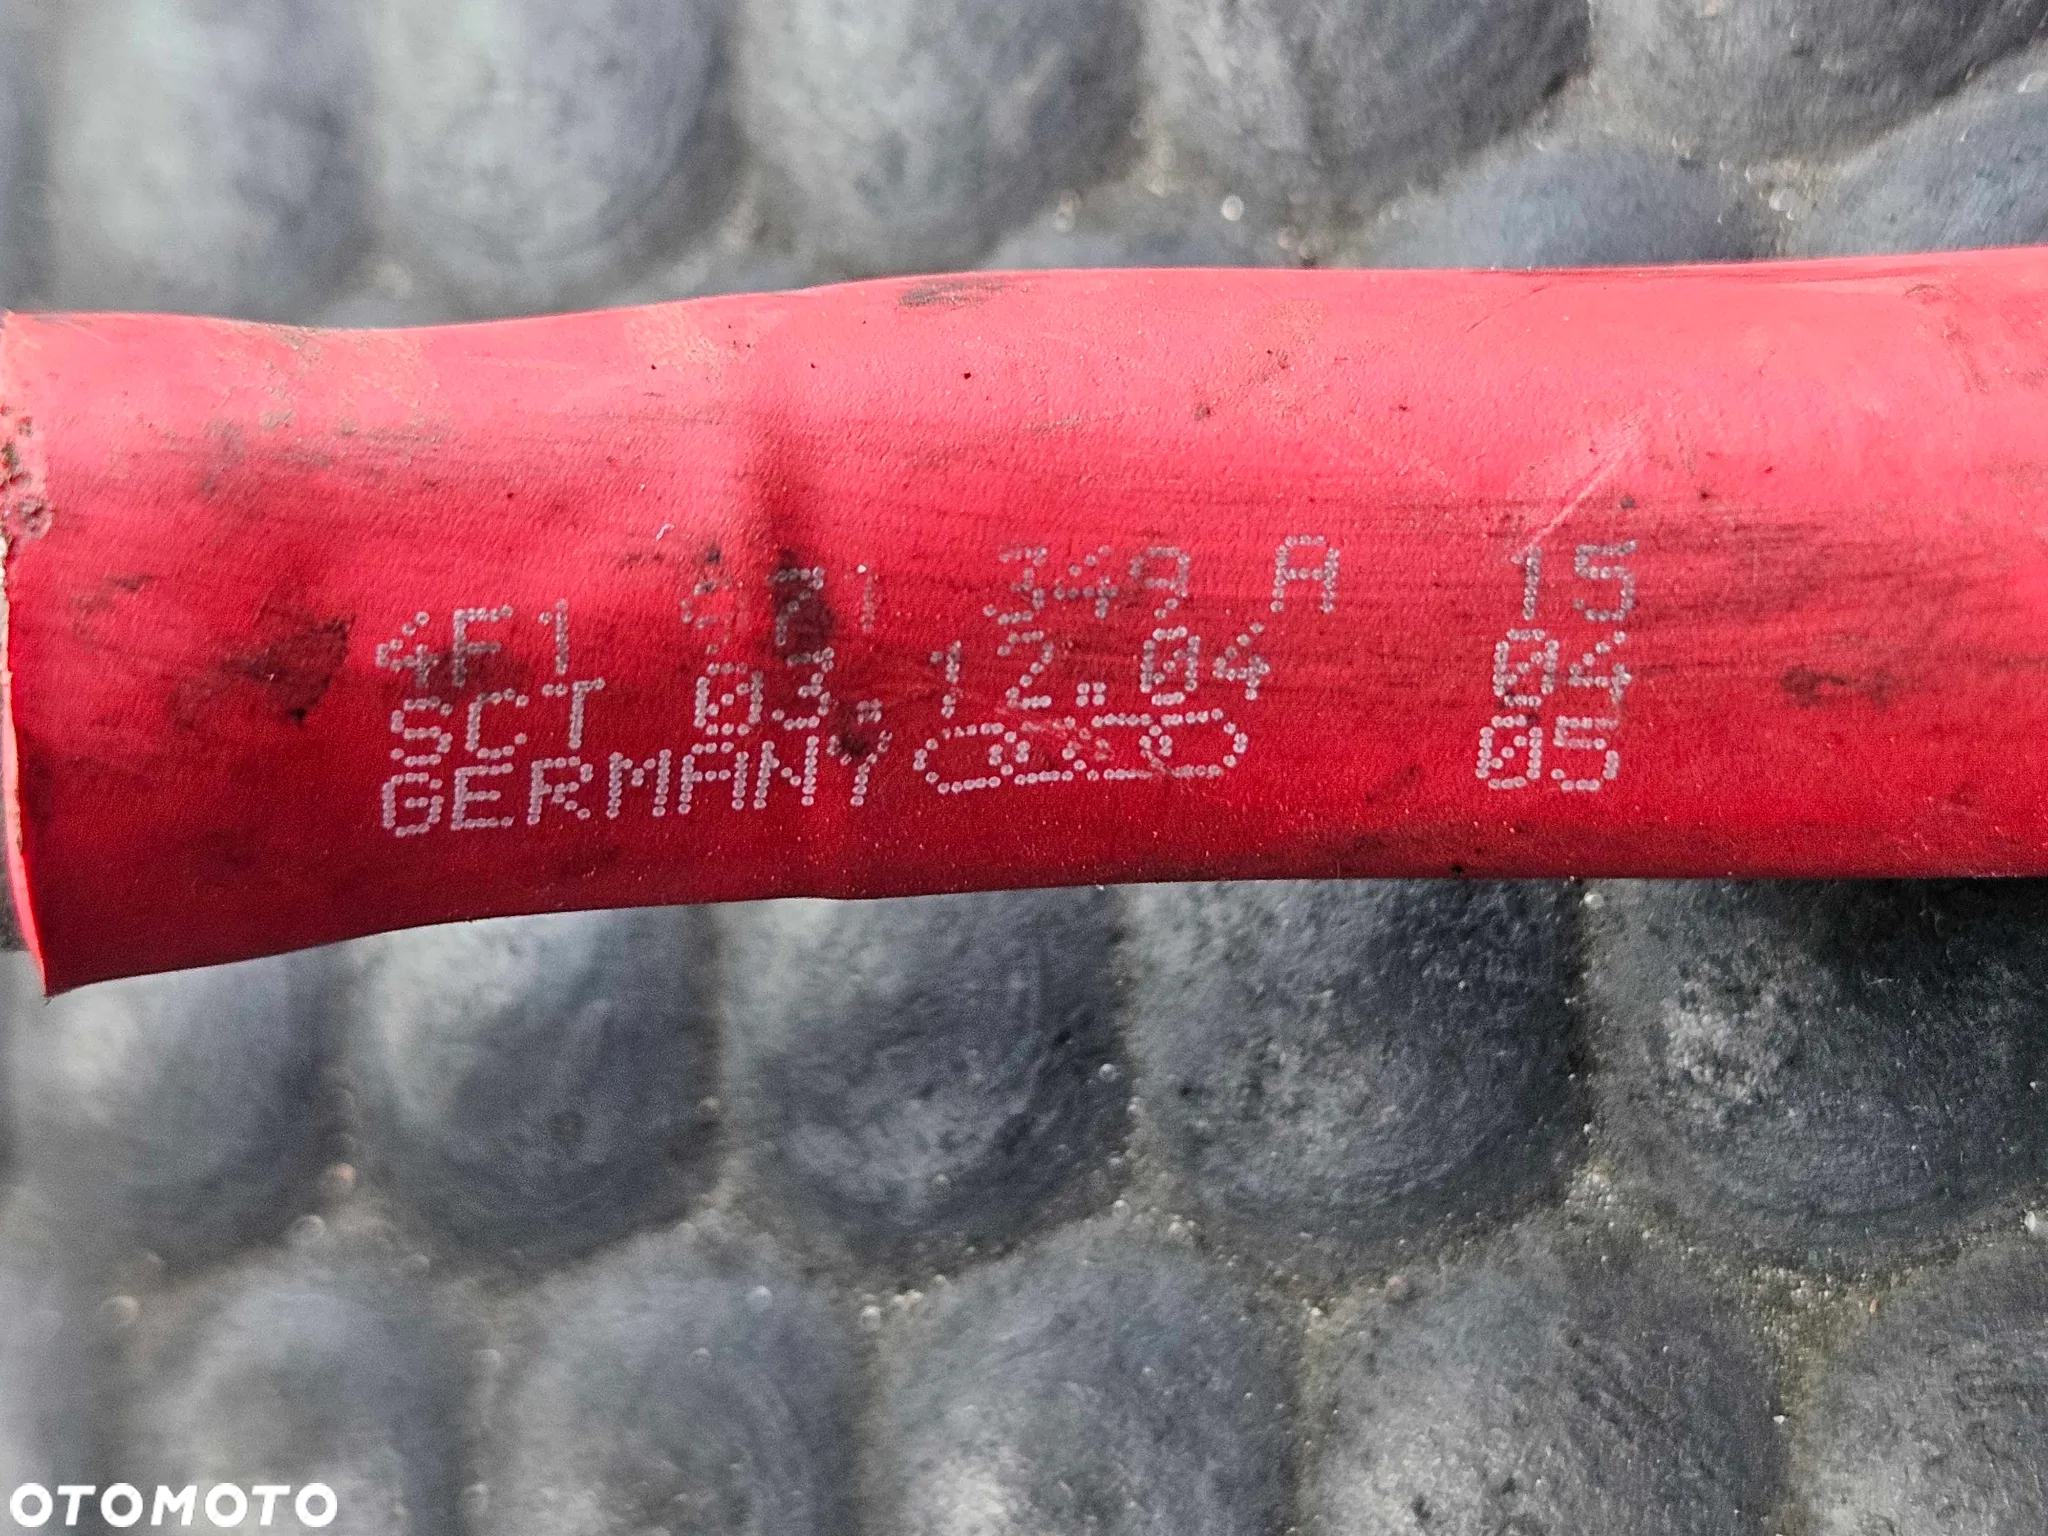 4F1 971 349 A 15
SCT 03.12.04 04
GERMANY 05
OTOMOTO